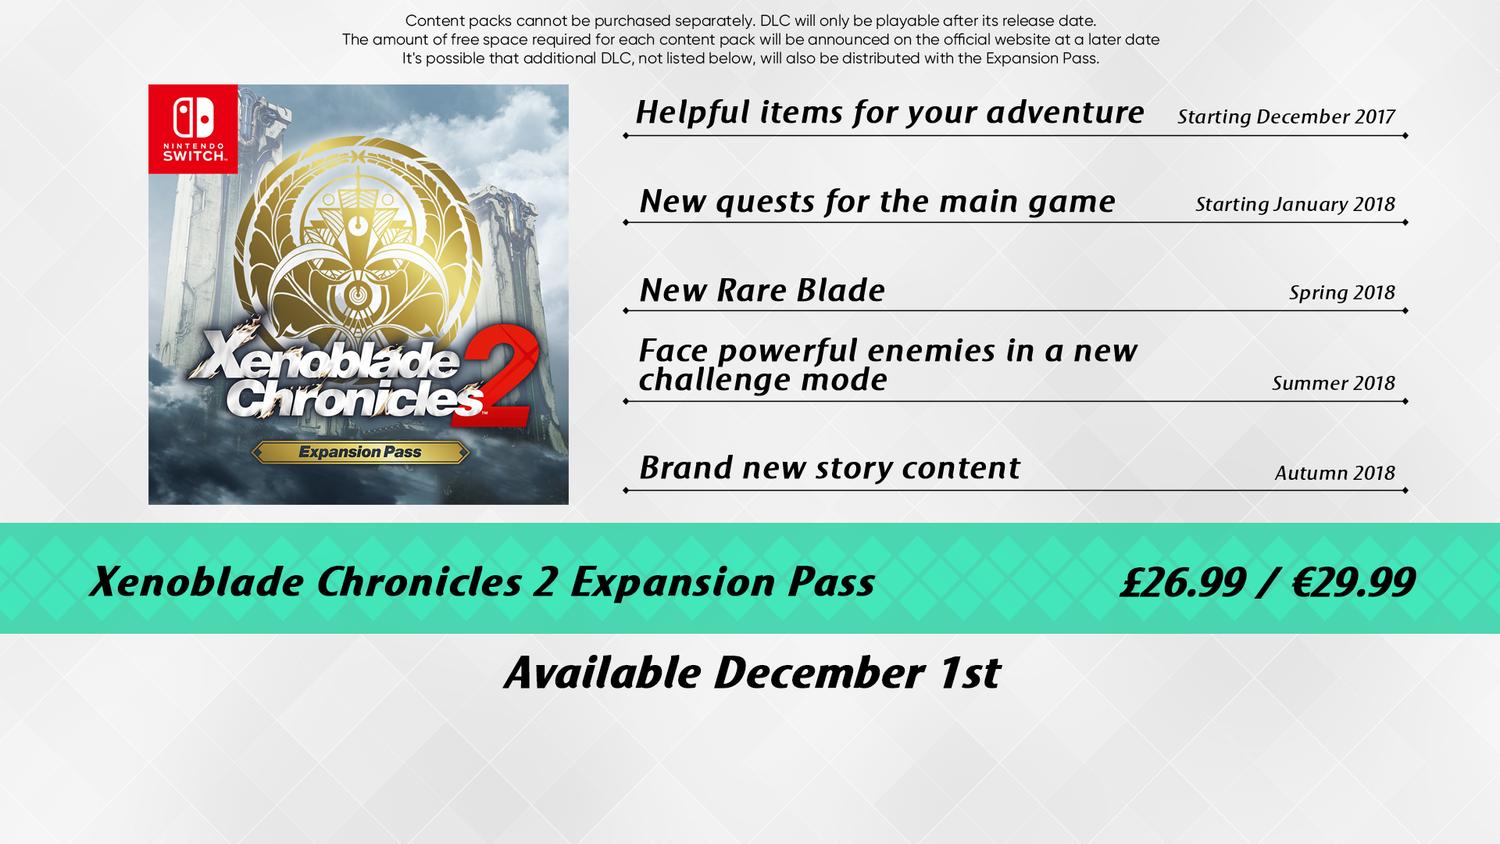 Content packs cannot be purchased separately. DLC will only be playable after its release date.
The amount of free space required for each content pack will be announced on the official website at a later date
It's possible that additional DLC, not listed below, will also be distributed with the Expansion Pass.
NINTENDO
SWITCH™
Xenoblade
Chronicles 2™
Expansion Pass
Helpful items for your adventure Starting December 2017
New quests for the main game Starting January 2018
New Rare Blade Spring 2018
Face powerful enemies in a new
challenge mode Summer 2018
Brand new story content Autumn 2018
Xenoblade Chronicles 2 Expansion Pass £26.99 / €29.99
Available December 1st